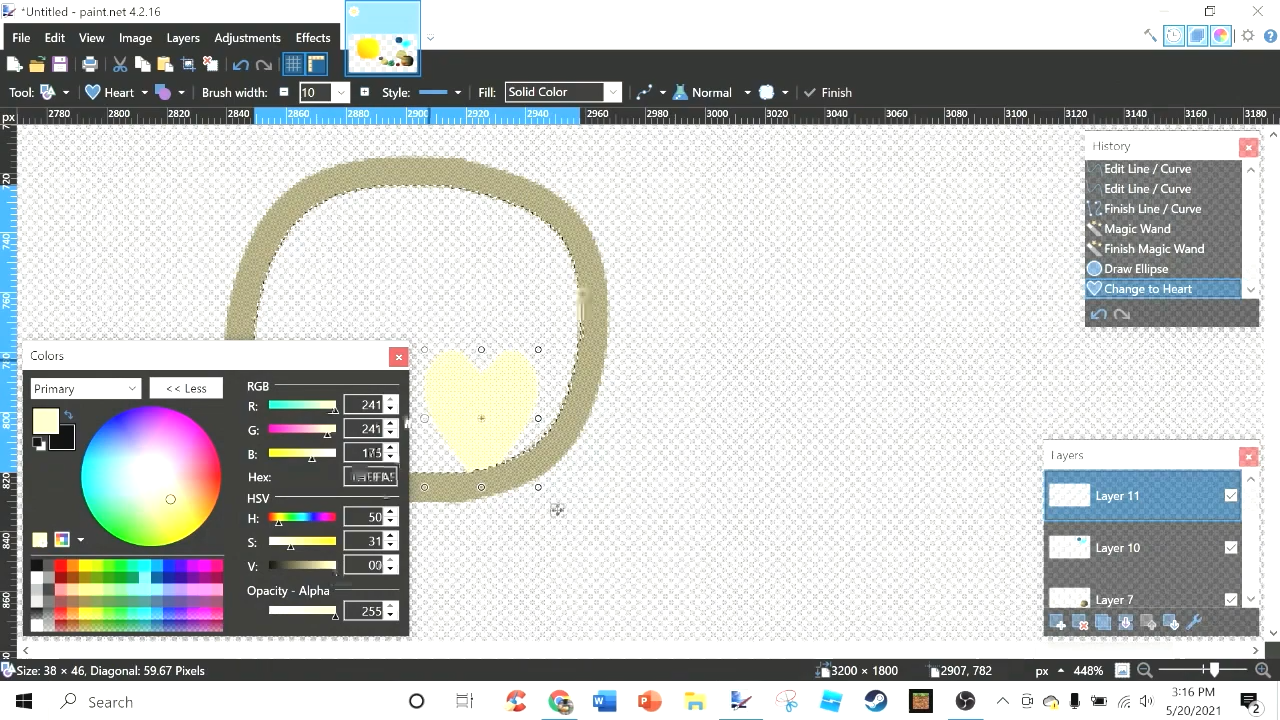 *Untitled - paint.net 4.2.16
File Edit View Image Layers Adjustments Effects
Tool: Heart Brush width: 10 Style: Fill: Solid Color Normal Finish
px 2780 2800 2820 2840 2860 2880 2900 2920 2940 2960 2980 3000 3020 3040 3060 3080 3100 3120 3140 3160 3180
720
740
760
800
820
840
860
History
Edit Line / Curve
Edit Line / Curve
Finish Line / Curve
Magic Wand
Finish Magic Wand
Draw Ellipse
Change to Heart
Colors
Primary << Less
RGB
R: 241
G: 241
B: 175
Hex:
HSV
H: 50
S: 31
V: 00
Opacity - Alpha
255
Layers
Layer 11
Layer 10
Layer 7
Size: 38 × 46, Diagonal: 59.67 Pixels 3200 × 1800 2907, 782 px 448%
Search
3:16 PM
5/20/2021
2